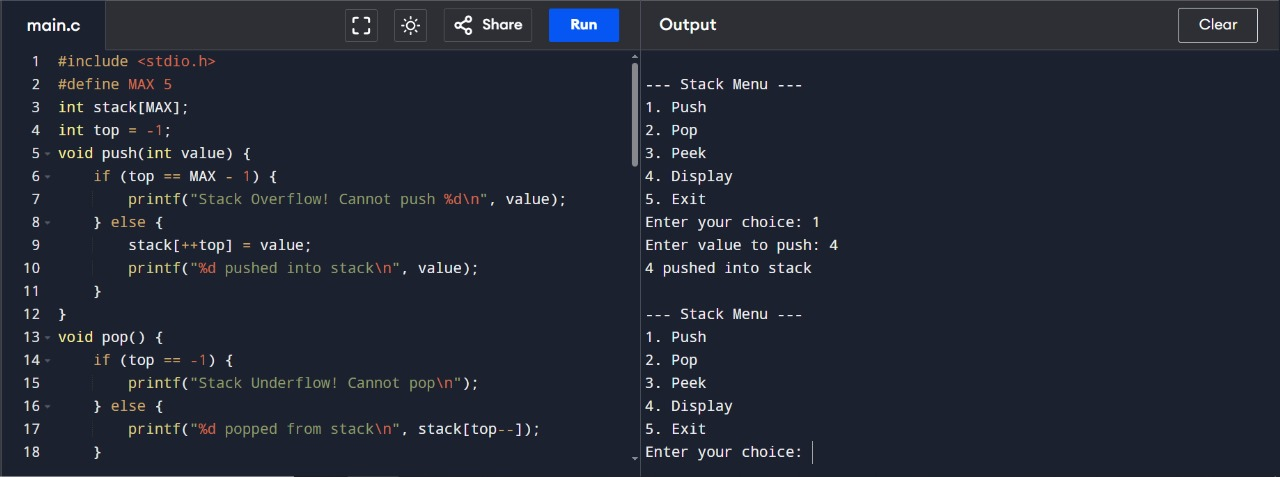 main.c
Share
Run
Output
Clear
1 #include <stdio.h>
2 #define MAX 5
3 int stack[MAX];
4 int top = -1;
5 void push(int value) {
6     if (top == MAX - 1) {
7         printf("Stack Overflow! Cannot push %d\n", value);
8     } else {
9         stack[++top] = value;
10         printf("%d pushed into stack\n", value);
11     }
12 }
13 void pop() {
14     if (top == -1) {
15         printf("Stack Underflow! Cannot pop\n");
16     } else {
17         printf("%d popped from stack\n", stack[top--]);
18     }
--- Stack Menu ---
1. Push
2. Pop
3. Peek
4. Display
5. Exit
Enter your choice: 1
Enter value to push: 4
4 pushed into stack
--- Stack Menu ---
1. Push
2. Pop
3. Peek
4. Display
5. Exit
Enter your choice: